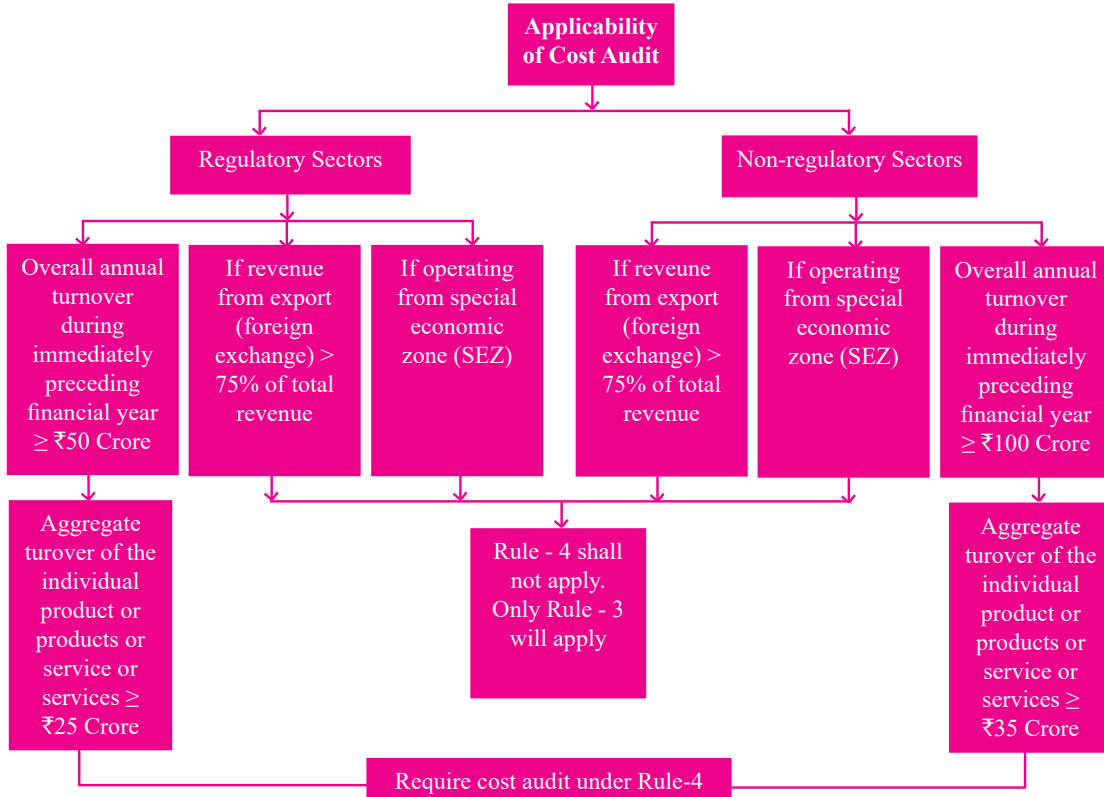 Applicability
of Cost Audit
Regulatory Sectors
Non-regulatory Sectors
Overall annual
turnover
during
immediately
preceding
financial year
≥ ₹50 Crore
If revenue
from export
(foreign
exchange) >
75% of total
revenue
If operating
from special
economic
zone (SEZ)
If reveune
from export
(foreign
exchange) >
75% of total
revenue
If operating
from special
economic
zone (SEZ)
Overall annual
turnover
during
immediately
preceding
financial year
≥ ₹100 Crore
Aggregate
turover of the
individual
product or
products or
service or
services ≥
₹25 Crore
Rule - 4 shall
not apply.
Only Rule - 3
will apply
Aggregate
turover of the
individual
product or
products or
service or
services ≥
₹35 Crore
Require cost audit under Rule-4